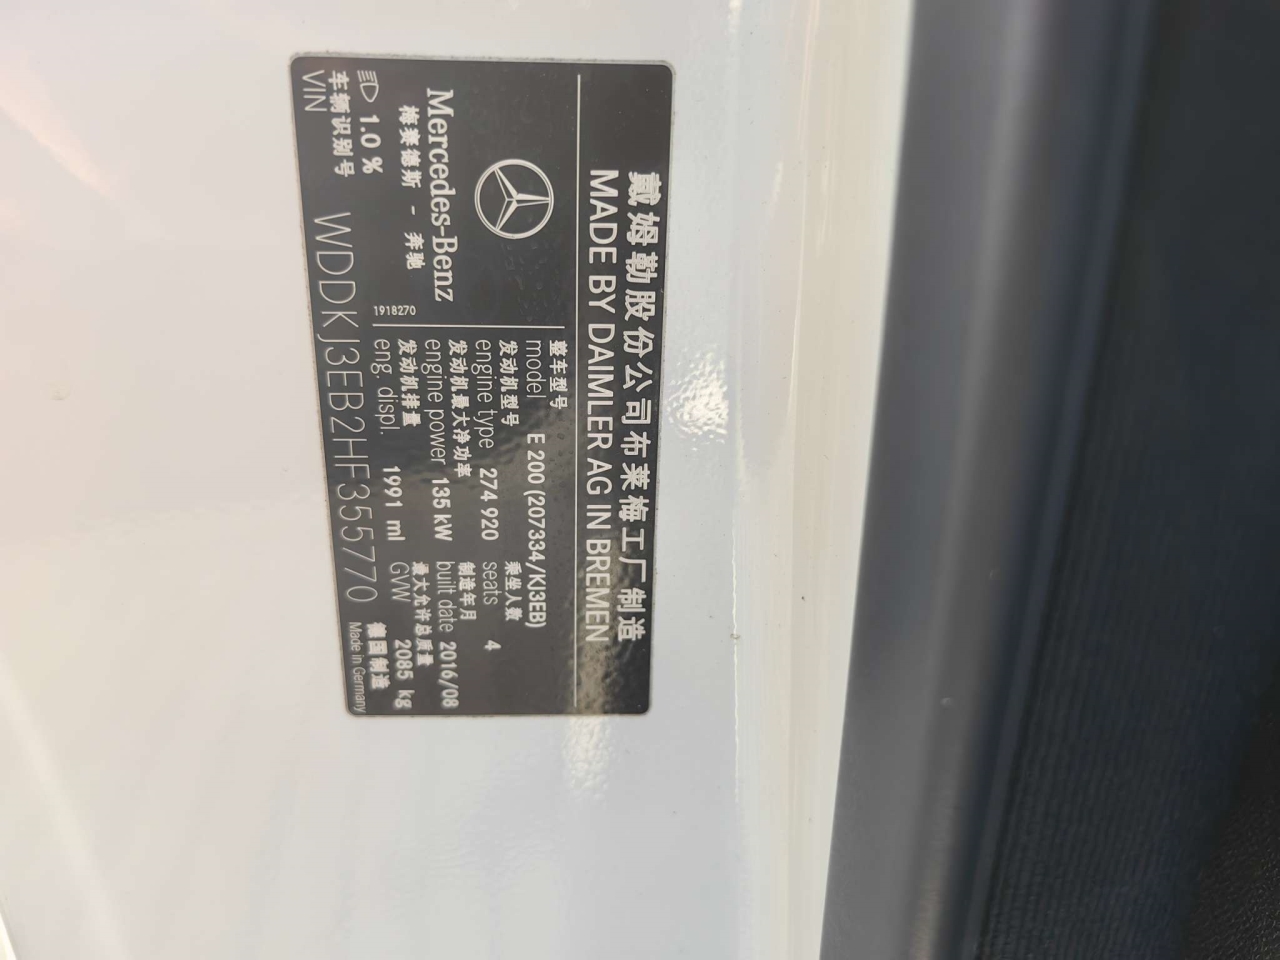 戴姆勒股份公司布莱梅工厂制造
MADE BY DAIMLER AG IN BREMEN
Mercedes-Benz
梅赛德斯 - 奔驰
1.0 %
1918270
整车型号
model E 200 (207334/KJ3EB)
发动机型号 乘坐人数
engine type 274 920 seats 4
发动机最大净功率 制造年月
engine power 135 kW built date 2016/08
发动机排量 最大允许总质量
eng. displ. 1991 ml GVW 2085 kg
车辆识别号 德国制造
VIN WDDKJ3EB2HF355770 Made in Germany